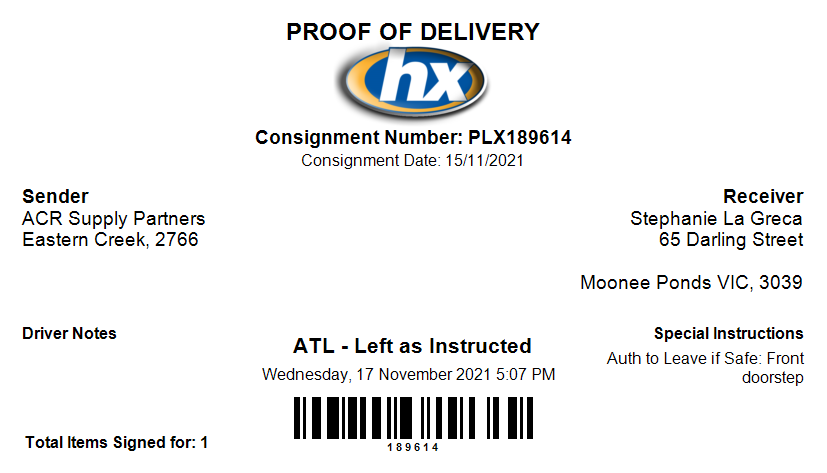 PROOF OF DELIVERY
hx
Consignment Number: PLX189614
Consignment Date: 15/11/2021
Sender
ACR Supply Partners
Eastern Creek, 2766
Receiver
Stephanie La Greca
65 Darling Street
Moonee Ponds VIC, 3039
Driver Notes
ATL - Left as Instructed
Wednesday, 17 November 2021 5:07 PM
189614
Special Instructions
Auth to Leave if Safe: Front
doorstep
Total Items Signed for: 1